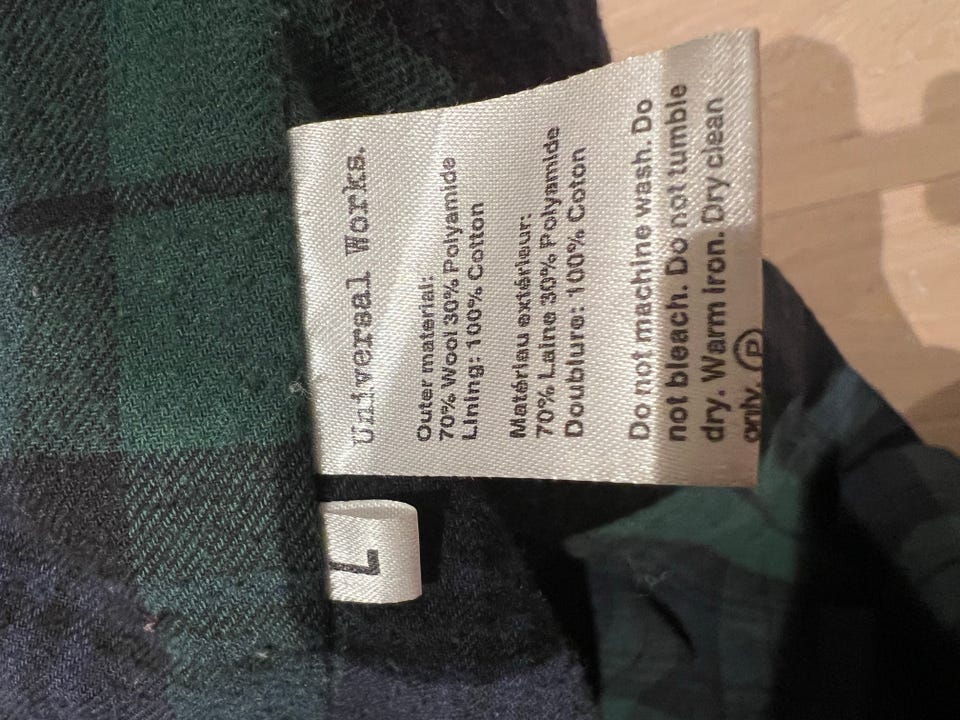 Universal Works.
Outer material:
70% Wool 30% Polyamide
Lining: 100% Cotton
Matériau extérieur:
70% Laine 30% Polyamide
Doublure: 100% Coton
Do not machine wash. Do
not bleach. Do not tumble
dry. Warm iron. Dry clean
only. Ⓟ
L